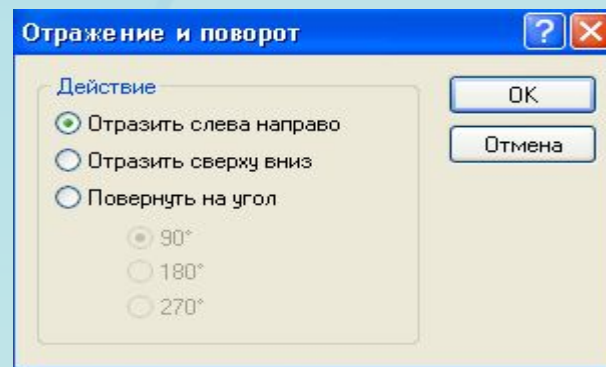 Отражение и поворот
Действие
Отразить слева направо
Отразить сверху вниз
Повернуть на угол
90°
180°
270°
OK
Отмена